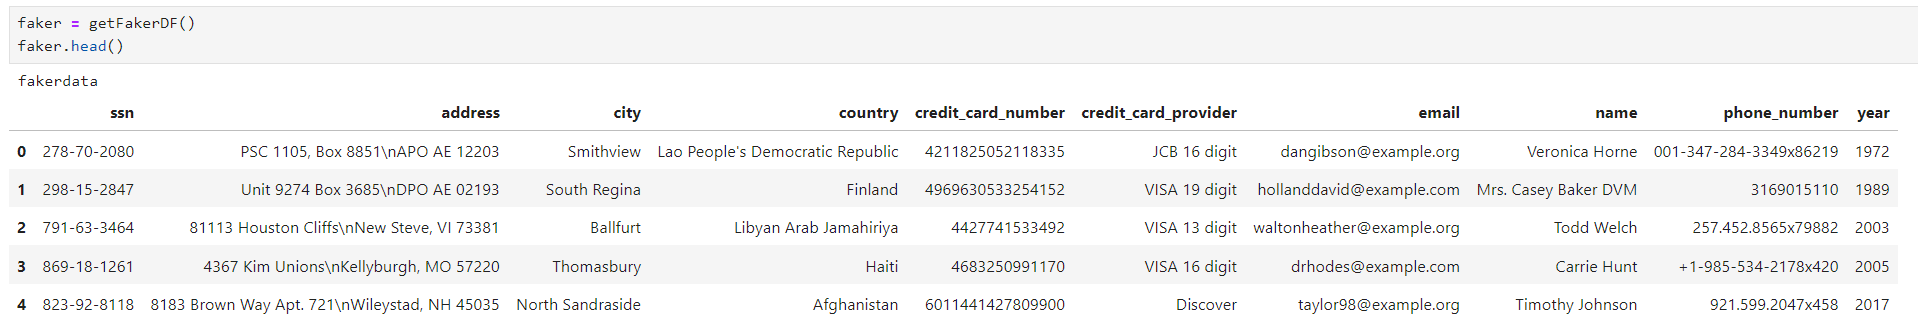 faker = getFakerDF()
faker.head()
fakerdata
ssn address city country credit_card_number credit_card_provider email name phone_number year
0 278-70-2080 PSC 1105, Box 8851\nAPO AE 12203 Smithview Lao People's Democratic Republic 4211825052118335 JCB 16 digit dangibson@example.org Veronica Horne 001-347-284-3349x86219 1972
1 298-15-2847 Unit 9274 Box 3685\nDPO AE 02193 South Regina Finland 4969630533254152 VISA 19 digit hollanddavid@example.com Mrs. Casey Baker DVM 3169015110 1989
2 791-63-3464 81113 Houston Cliffs\nNew Steve, VI 73381 Ballfurt Libyan Arab Jamahiriya 4427741533492 VISA 13 digit waltonheather@example.org Todd Welch 257.452.8565x79882 2003
3 869-18-1261 4367 Kim Unions\nKellyburgh, MO 57220 Thomasbury Haiti 4683250991170 VISA 16 digit drhodes@example.com Carrie Hunt +1-985-534-2178x420 2005
4 823-92-8118 8183 Brown Way Apt. 721\nWileystad, NH 45035 North Sandraside Afghanistan 6011441427809900 Discover taylor98@example.org Timothy Johnson 921.599.2047x458 2017